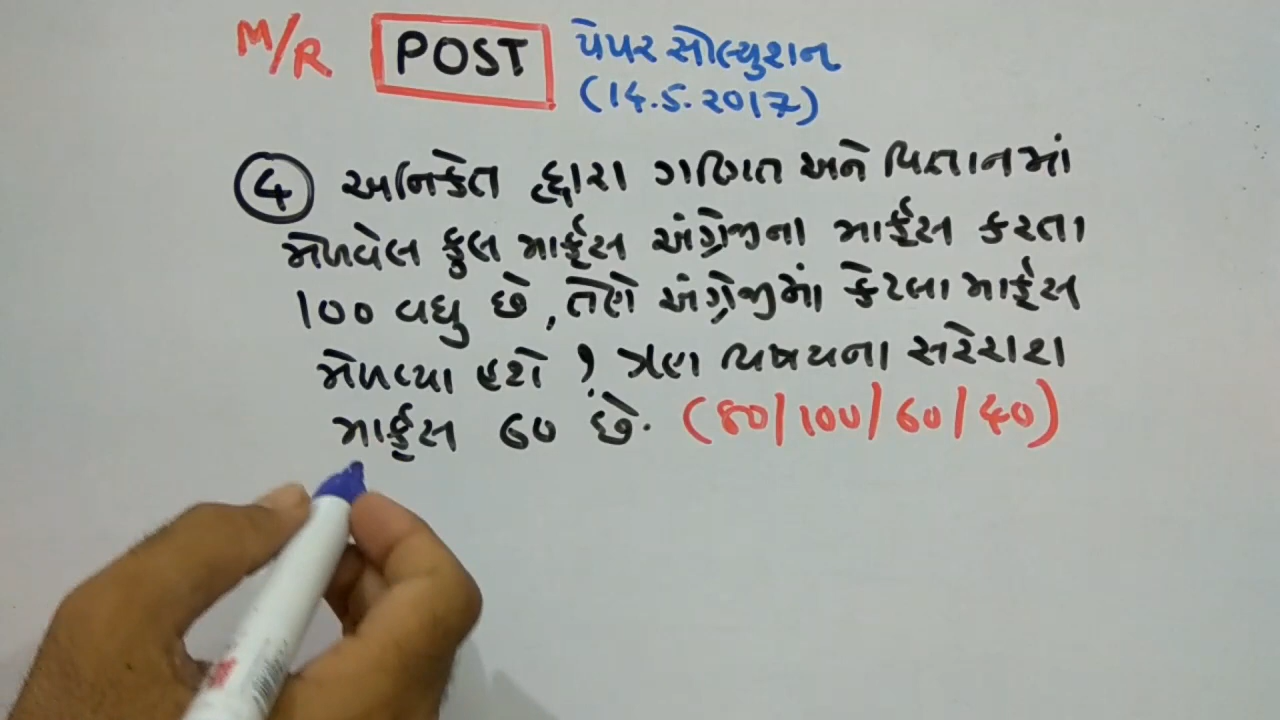 M/R POST પેપર સોલ્યુશન
(14.5.2017)
④ અનિકેત દ્વારા ગણિત અને વિજ્ઞાનમાં
મેળવેલ કુલ માર્ક્સ અંગ્રેજીના માર્ક્સ કરતા
100 વધુ છે, તેણે અંગ્રેજીમાં કેટલા માર્ક્સ
મેળવ્યા હશે ? ત્રણ વિષયના સરેરાશ
માર્ક્સ 60 છે. (80/100/60/40)